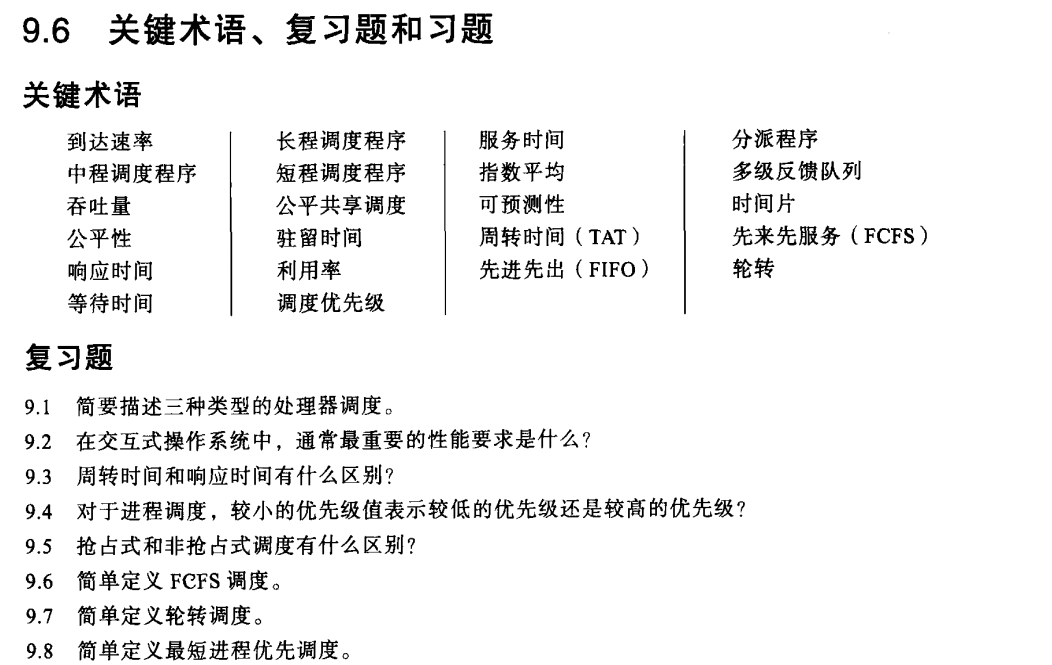 9.6 关键术语、复习题和习题
关键术语
到达速率 长程调度程序 服务时间 分派程序
中程调度程序 短程调度程序 指数平均 多级反馈队列
吞吐量 公平共享调度 可预测性 时间片
公平性 驻留时间 周转时间（TAT） 先来先服务（FCFS）
响应时间 利用率 先进先出（FIFO） 轮转
等待时间 调度优先级
复习题
9.1 简要描述三种类型的处理器调度。
9.2 在交互式操作系统中，通常最重要的性能要求是什么？
9.3 周转时间和响应时间有什么区别？
9.4 对于进程调度，较小的优先级值表示较低的优先级还是较高的优先级？
9.5 抢占式和非抢占式调度有什么区别？
9.6 简单定义 FCFS 调度。
9.7 简单定义轮转调度。
9.8 简单定义最短进程优先调度。